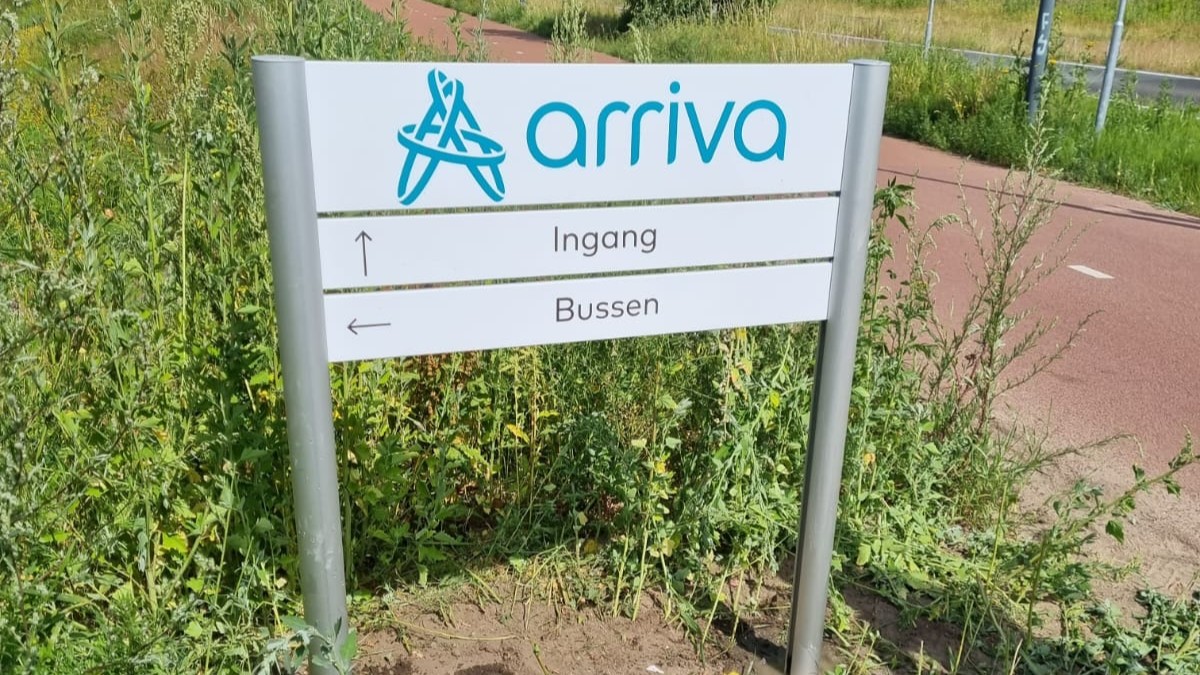 arriva
↑ Ingang
← Bussen